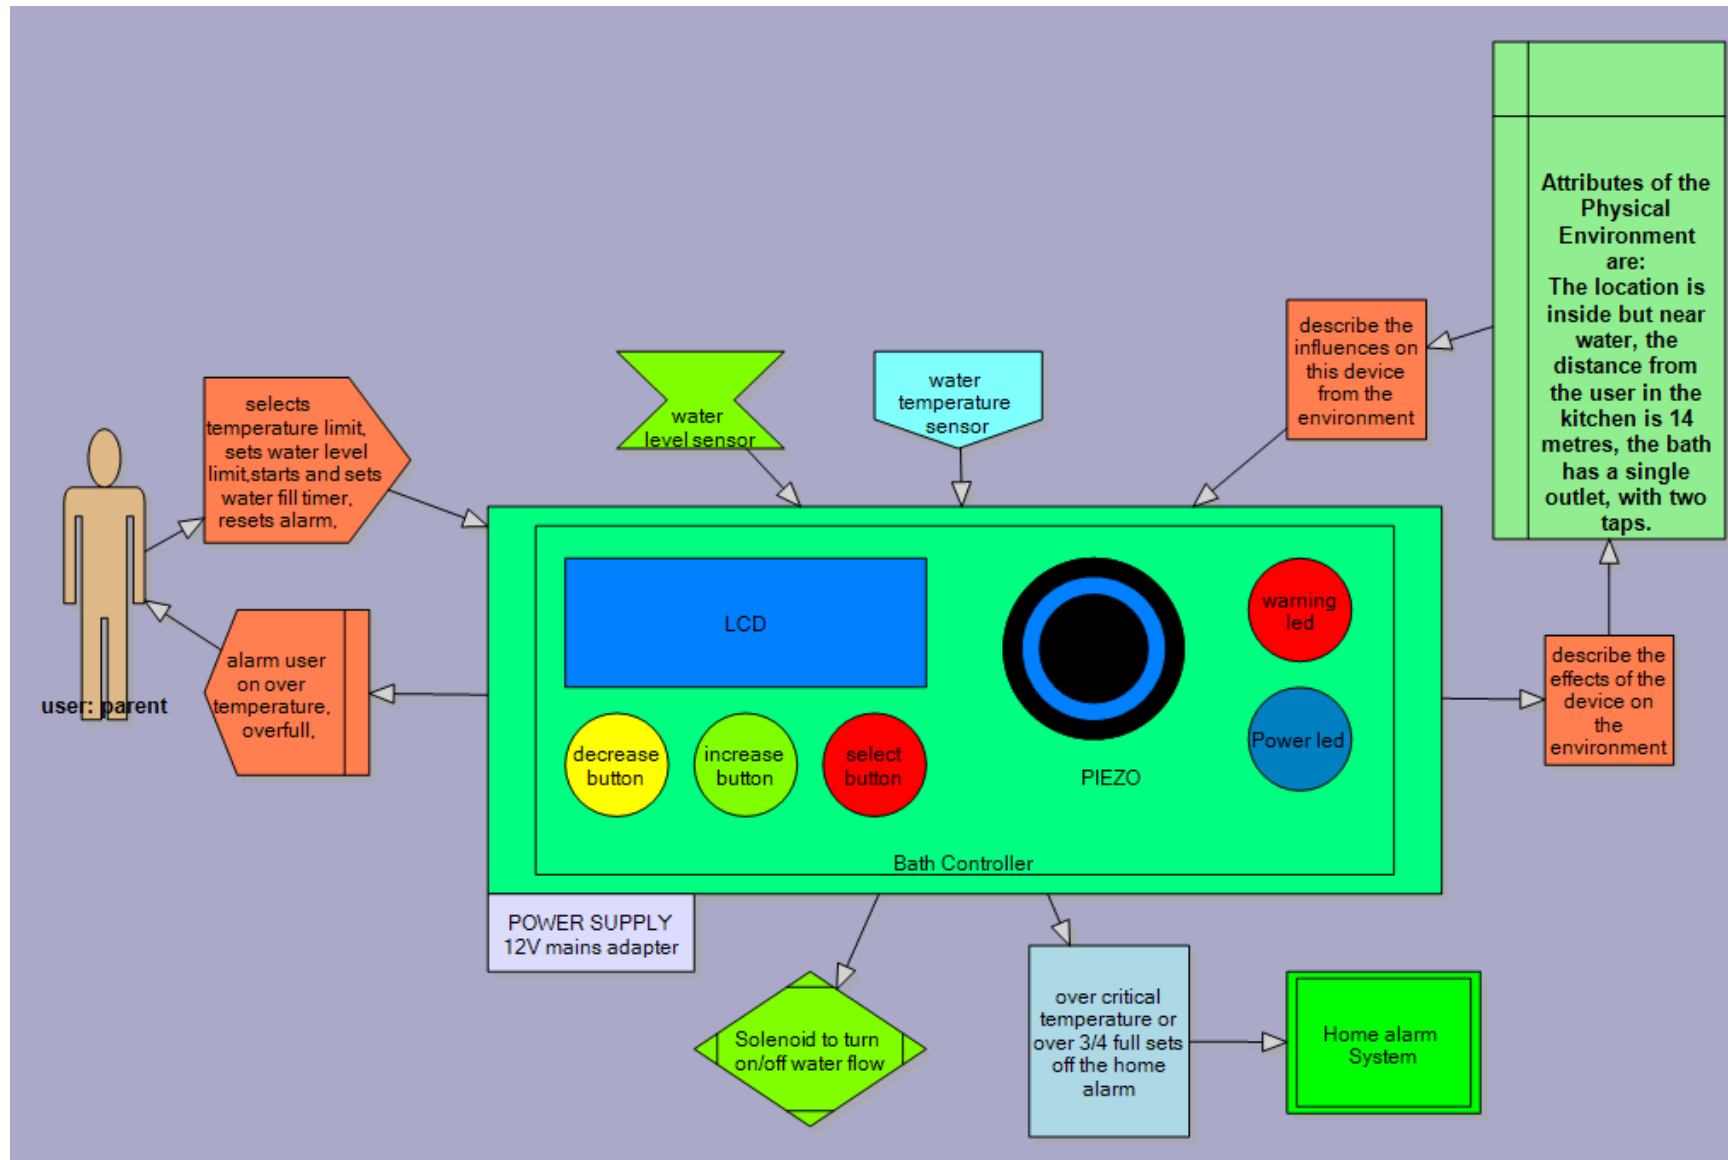 Attributes of the
Physical
Environment
are:
The location is
inside but near
water, the
distance from
the user in the
kitchen is 14
metres, the bath
has a single
outlet, with two
taps.
describe the
influences on
this device
from the
environment
water
temperature
sensor
water
level sensor
selects
temperature limit,
sets water level
limit,starts and sets
water fill timer,
resets alarm,
user: parent
alarm user
on over
temperature,
overfull,
LCD
warning
led
Power led
PIEZO
decrease
button
increase
button
select
button
Bath Controller
describe the
effects of the
device on
the
environment
POWER SUPPLY
12V mains adapter
Solenoid to turn
on/off water flow
over critical
temperature or
over 3/4 full sets
off the home
alarm
Home alarm
System